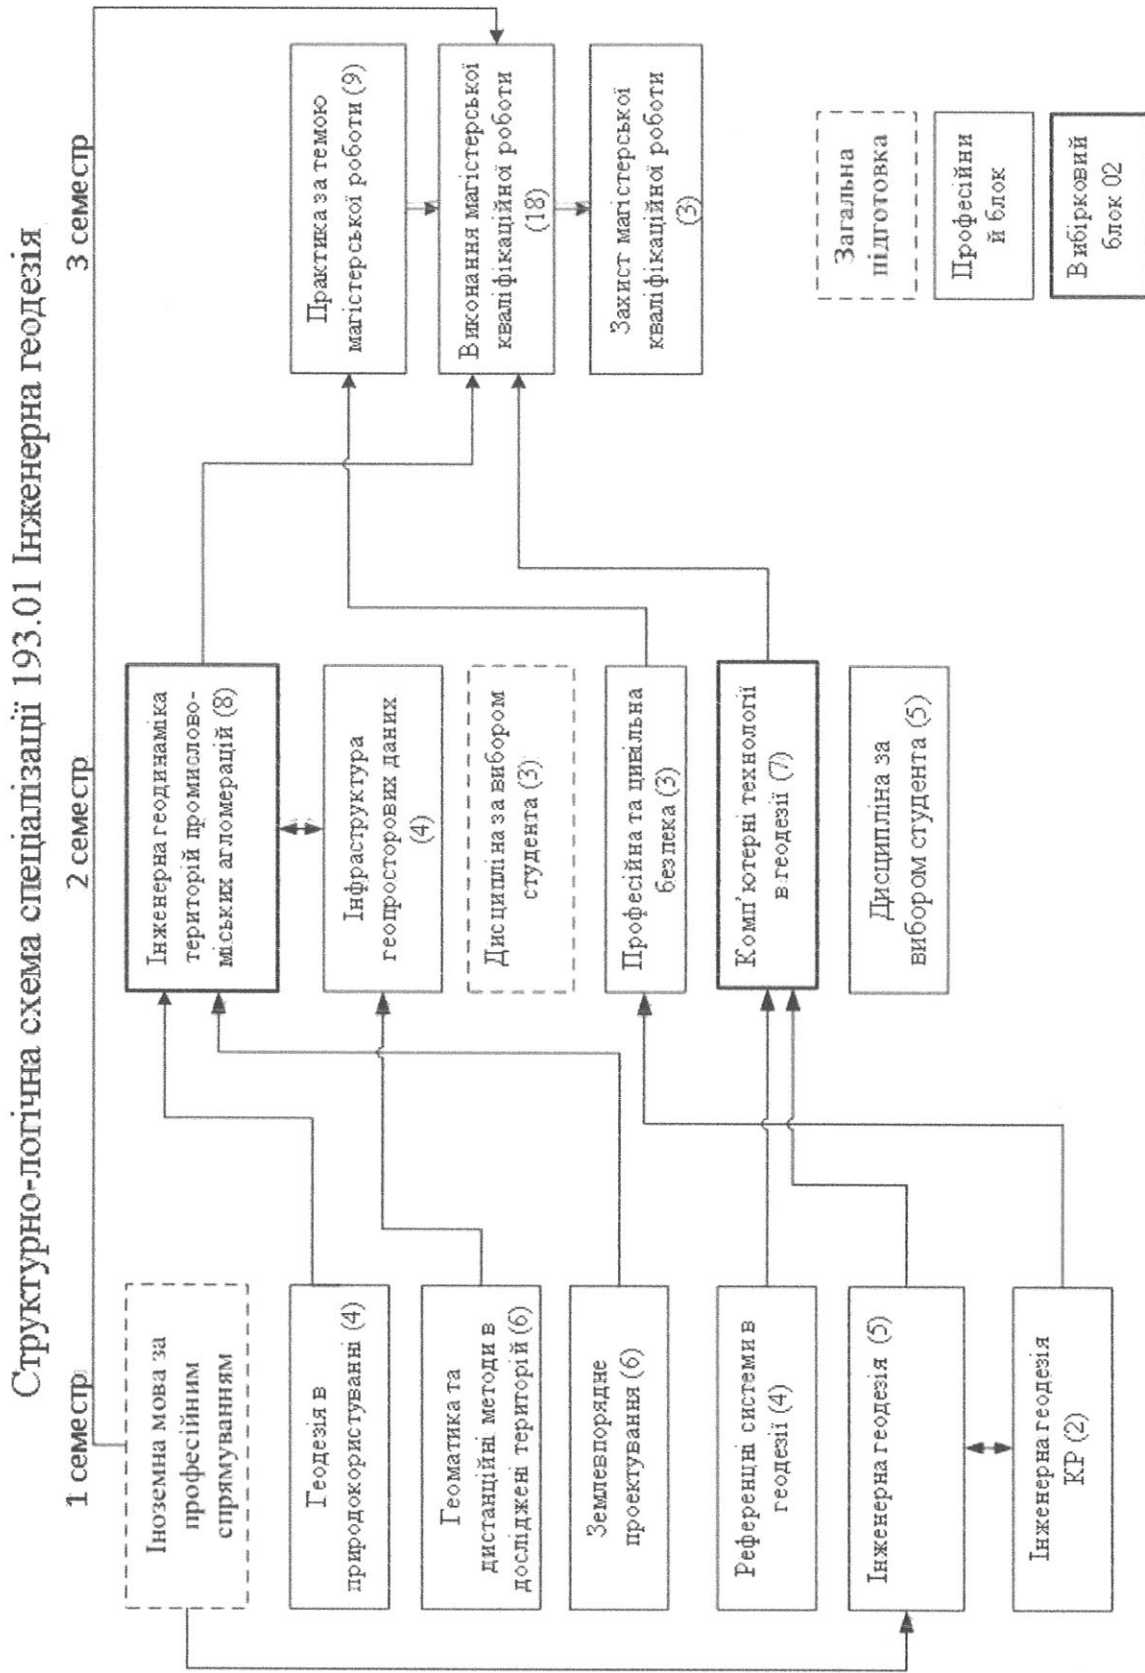 Структурно-логічна схема спеціалізації 193.01 Інженерна геодезія
1 семестр
2 семестр
3 семестр
Іноземна мова за
професійним
спрямуванням
Геодезія в
природокористуванні (4)
Геоматика та
дистанційні методи в
досліджені територій (6)
Землевпорядне
проектування (6)
Референцні системи в
геодезії (4)
Інженерна геодезія (5)
Інженерна геодезія
КР (2)
Інженерна геодинаміка
територій промислово-
міських агломерацій (8)
Інфраструктура
геопросторових даних
(4)
Дисципліна за вибором
студента (3)
Професійна та цивільна
безпека (3)
Комп'ютерні технології
в геодезії (7)
Дисципліна за
вибором студента (5)
Практика за темою
магістерської роботи (9)
Виконання магістерської
кваліфікаційної роботи
(18)
Захист магістерської
кваліфікаційної роботи
(3)
Загальна
підготовка
Професійни
й блок
Вибірковий
блок 02